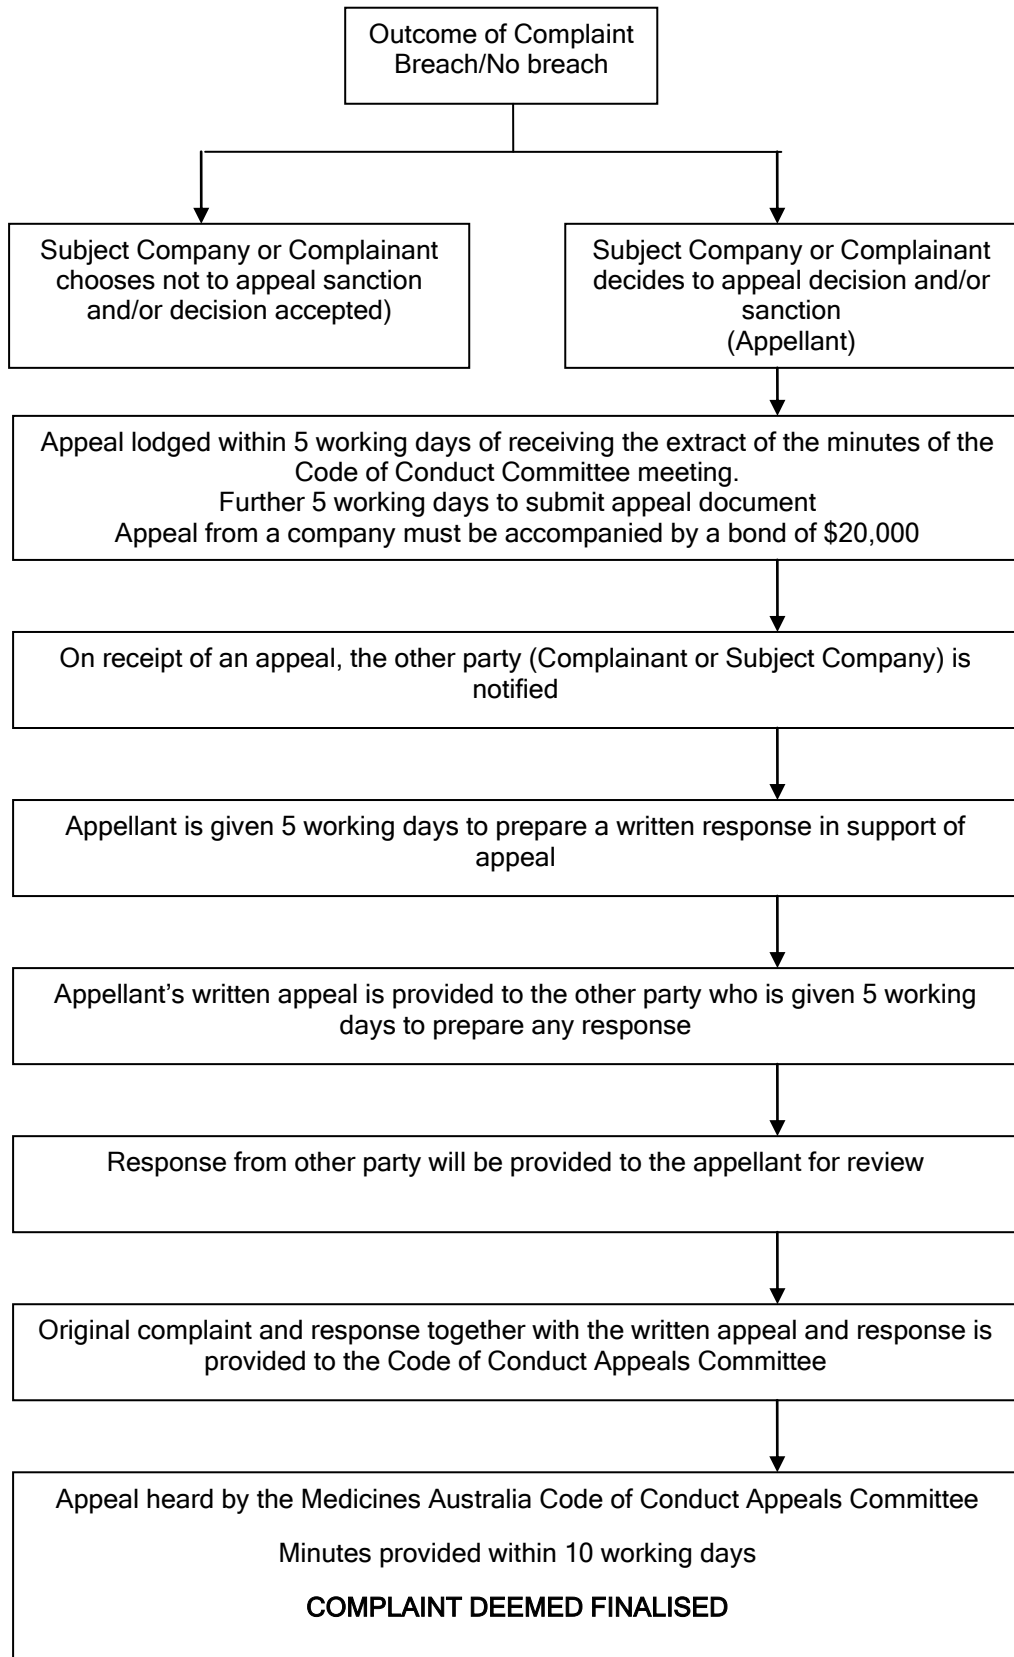 Outcome of Complaint
Breach/No breach
Subject Company or Complainant
chooses not to appeal sanction
and/or decision accepted)
Subject Company or Complainant
decides to appeal decision and/or
sanction
(Appellant)
Appeal lodged within 5 working days of receiving the extract of the minutes of the
Code of Conduct Committee meeting.
Further 5 working days to submit appeal document
Appeal from a company must be accompanied by a bond of $20,000
On receipt of an appeal, the other party (Complainant or Subject Company) is
notified
Appellant is given 5 working days to prepare a written response in support of
appeal
Appellant’s written appeal is provided to the other party who is given 5 working
days to prepare any response
Response from other party will be provided to the appellant for review
Original complaint and response together with the written appeal and response is
provided to the Code of Conduct Appeals Committee
Appeal heard by the Medicines Australia Code of Conduct Appeals Committee
Minutes provided within 10 working days
COMPLAINT DEEMED FINALISED